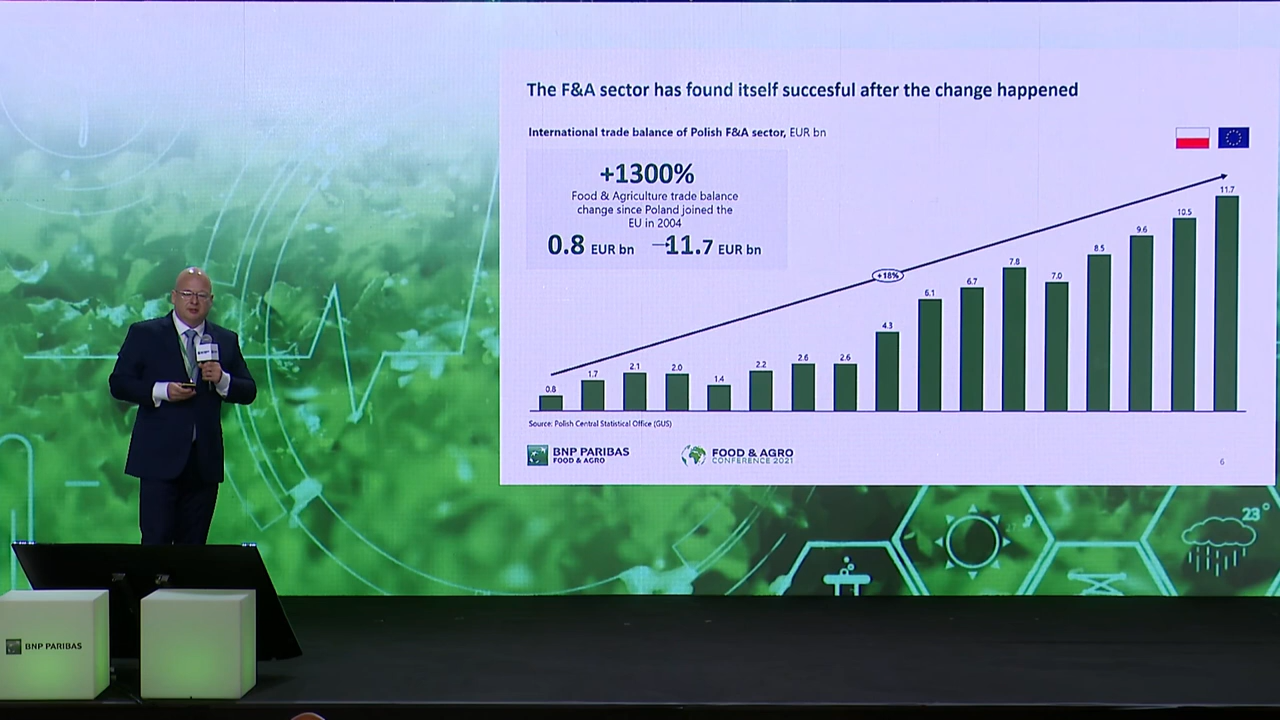 The F&A sector has found itself succesful after the change happened
International trade balance of Polish F&A sector, EUR bn
+1300%
Food & Agriculture trade balance
change since Poland joined the
EU in 2004
0.8 EUR bn →11.7 EUR bn
+18%
0.8
1.7
2.1
2.0
1.4
2.2
2.6
2.6
4.3
6.1
6.7
7.8
7.0
8.5
9.6
10.5
11.7
Source: Polish Central Statistical Office (GUS)
BNP PARIBAS
FOOD & AGRO
FOOD & AGRO
CONFERENCE 2021
6
23°
BNP PARIBAS